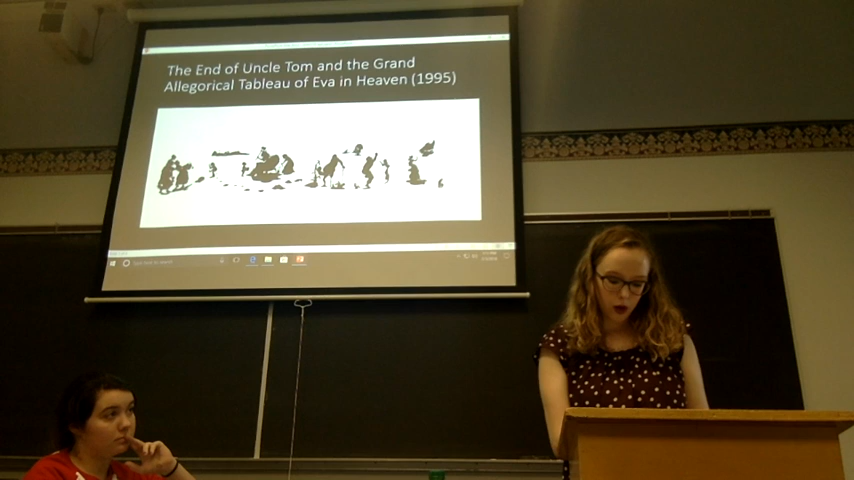 The End of Uncle Tom and the Grand
Allegorical Tableau of Eva in Heaven (1995)